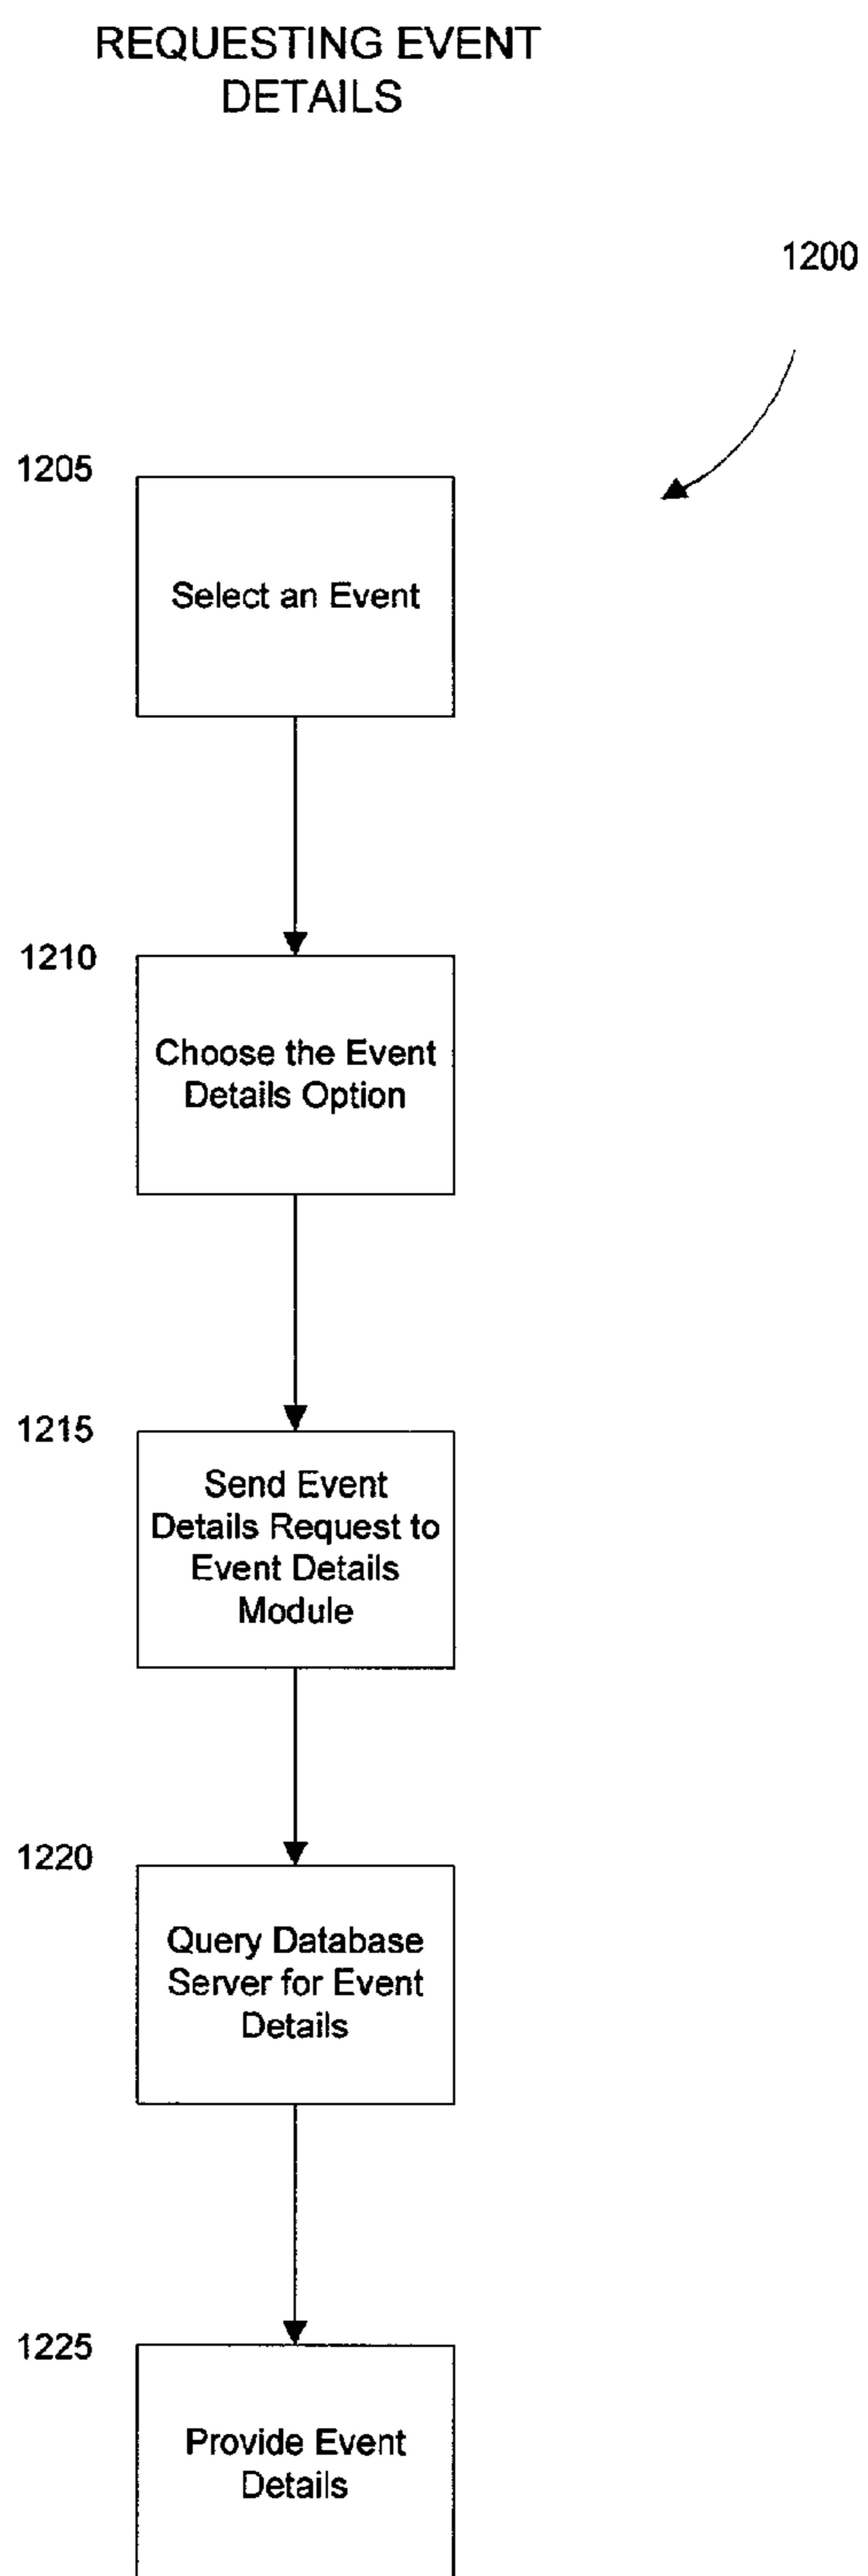 REQUESTING EVENT
DETAILS
1200
1205
Select an Event
1210
Choose the Event
Details Option
1215
Send Event
Details Request to
Event Details
Module
1220
Query Database
Server for Event
Details
1225
Provide Event
Details